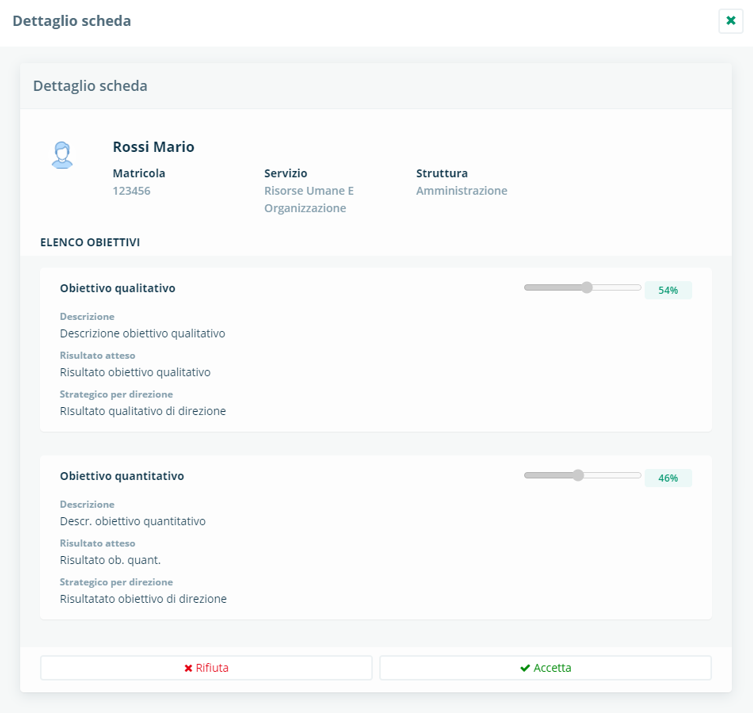 Dettaglio scheda
Dettaglio scheda
Rossi Mario
Matricola Servizio Struttura
123456 Risorse Umane E Amministrazione
Organizzazione
ELENCO OBIETTIVI
Obiettivo qualitativo 54%
Descrizione
Descrizione obiettivo qualitativo
Risultato atteso
Risultato obiettivo qualitativo
Strategico per direzione
RIsultato qualitativo di direzione
Obiettivo quantitativo 46%
Descrizione
Descr. obiettivo quantitativo
Risultato atteso
Risultato ob. quant.
Strategico per direzione
Risultatato obiettivo di direzione
Rifiuta Accetta